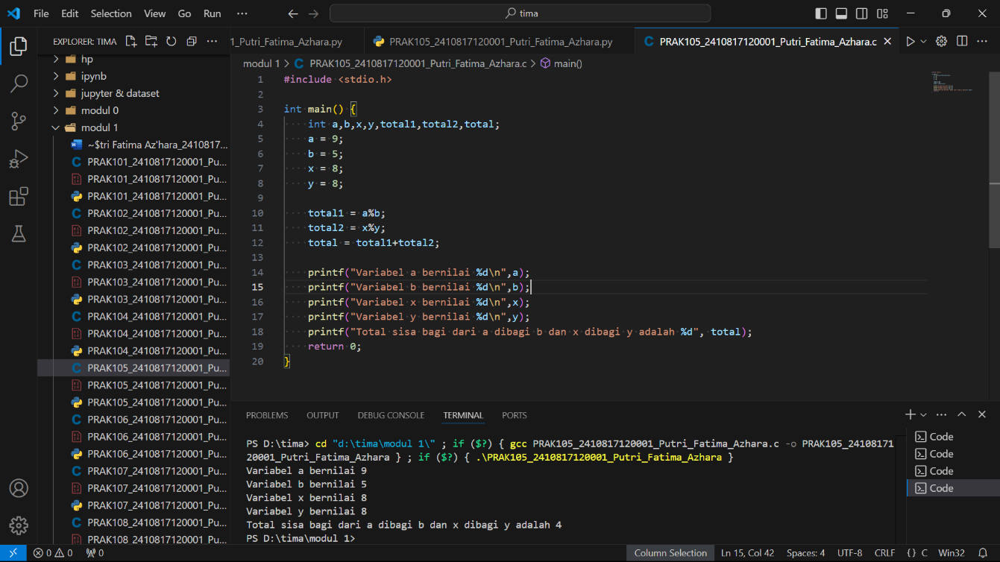 File Edit Selection View Go Run ··· ← → tima
EXPLORER: TIMA ···
hp
ipynb
jupyter & dataset
modul 0
modul 1
~$tri Fatima Az'hara_2410817...
PRAK101_2410817120001_Pu...
PRAK101_2410817120001_Pu...
PRAK101_2410817120001_Pu...
PRAK102_2410817120001_Pu...
PRAK102_2410817120001_Pu...
PRAK102_2410817120001_Pu...
PRAK103_2410817120001_Pu...
PRAK103_2410817120001_Pu...
PRAK103_2410817120001_Pu...
PRAK104_2410817120001_Pu...
PRAK104_2410817120001_Pu...
PRAK104_2410817120001_Pu...
PRAK105_2410817120001_Pu...
PRAK105_2410817120001_Pu...
PRAK105_2410817120001_Pu...
PRAK106_2410817120001_Pu...
PRAK106_2410817120001_Pu...
PRAK106_2410817120001_Pu...
PRAK107_2410817120001_Pu...
PRAK107_2410817120001_Pu...
PRAK107_2410817120001_Pu...
PRAK108_2410817120001_Pu...
PRAK108_2410817120001_Pu...
1_Putri_Fatima_Azhara.py PRAK105_2410817120001_Putri_Fatima_Azhara.py C PRAK105_2410817120001_Putri_Fatima_Azhara.c
modul 1 > C PRAK105_2410817120001_Putri_Fatima_Azhara.c > main()
1 #include <stdio.h>
2
3 int main() {
4 int a,b,x,y,total1,total2,total;
5 a = 9;
6 b = 5;
7 x = 8;
8 y = 8;
9
10 total1 = a%b;
11 total2 = x%y;
12 total = total1+total2;
13
14 printf("Variabel a bernilai %d\n",a);
15 printf("Variabel b bernilai %d\n",b);
16 printf("Variabel x bernilai %d\n",x);
17 printf("Variabel y bernilai %d\n",y);
18 printf("Total sisa bagi dari a dibagi b dan x dibagi y adalah %d", total);
19 return 0;
20 }
PROBLEMS OUTPUT DEBUG CONSOLE TERMINAL PORTS
PS D:\tima> cd "d:\tima\modul 1\" ; if ($?) { gcc PRAK105_2410817120001_Putri_Fatima_Azhara.c -o PRAK105_24108171
20001_Putri_Fatima_Azhara } ; if ($?) { .\PRAK105_2410817120001_Putri_Fatima_Azhara }
Variabel a bernilai 9
Variabel b bernilai 5
Variabel x bernilai 8
Variabel y bernilai 8
Total sisa bagi dari a dibagi b dan x dibagi y adalah 4
PS D:\tima\modul 1>
Code
Code
Code
Code
0 0 0 Column Selection Ln 15, Col 42 Spaces: 4 UTF-8 CRLF {} C Win32